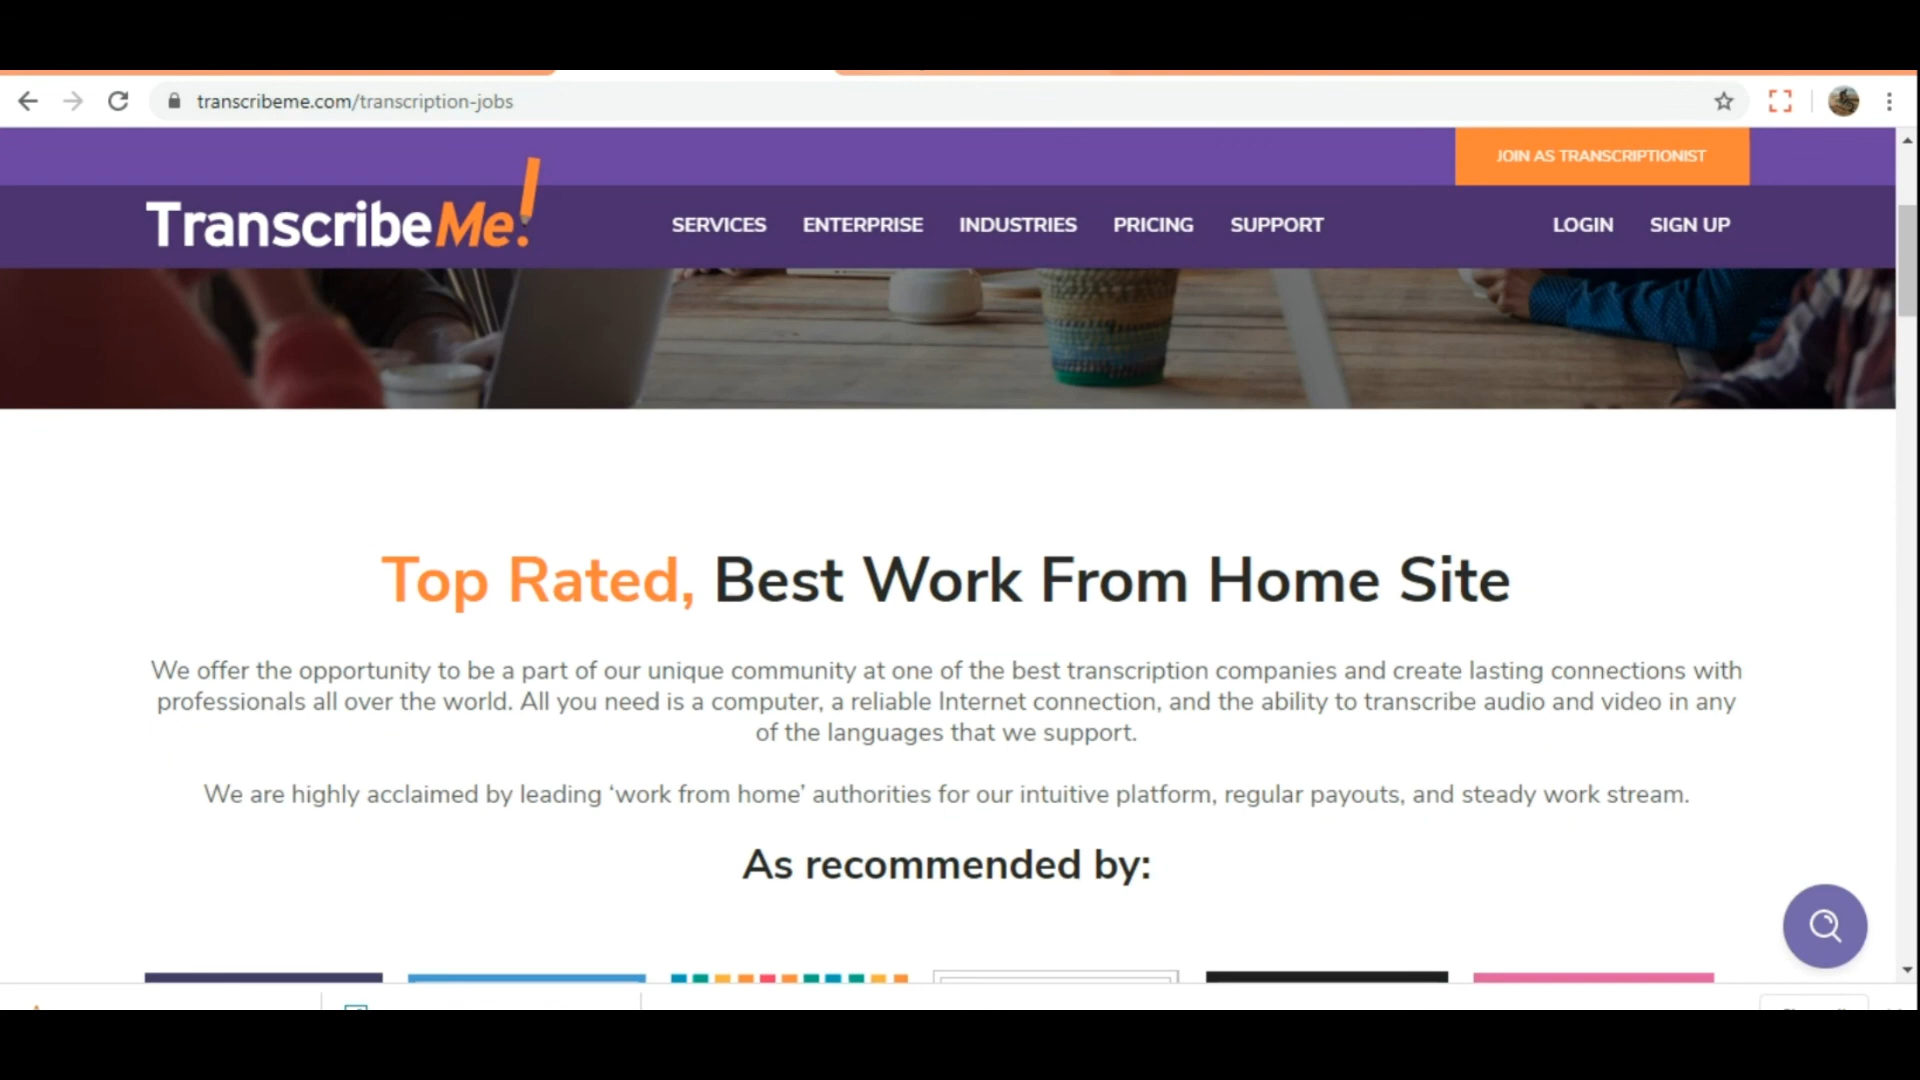 transcribeme.com/transcription-jobs
JOIN AS TRANSCRIPTIONIST
TranscribeMe!
SERVICES ENTERPRISE INDUSTRIES PRICING SUPPORT LOGIN SIGN UP
Top Rated, Best Work From Home Site
We offer the opportunity to be a part of our unique community at one of the best transcription companies and create lasting connections with
professionals all over the world. All you need is a computer, a reliable Internet connection, and the ability to transcribe audio and video in any
of the languages that we support.
We are highly acclaimed by leading ‘work from home’ authorities for our intuitive platform, regular payouts, and steady work stream.
As recommended by: